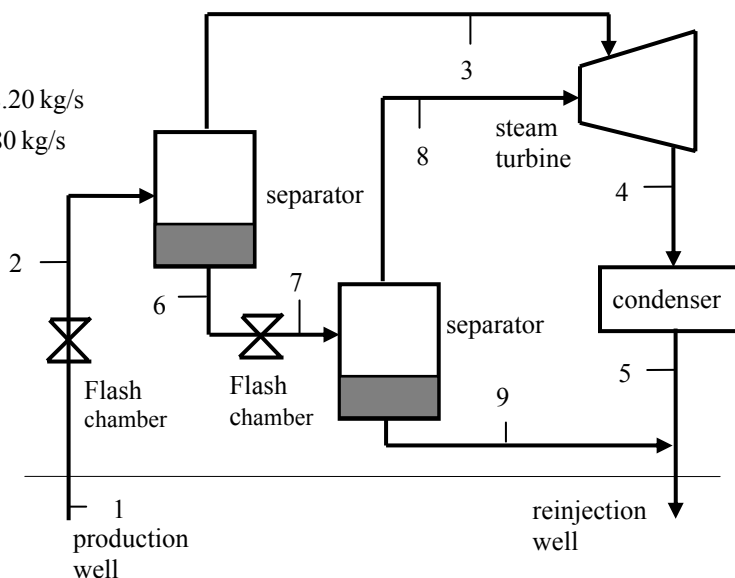 3
.20 kg/s
80 kg/s
8
steam
turbine
separator
4
2
6
7
condenser
separator
Flash
chamber
Flash
chamber
5
9
1
production
well
reinjection
well